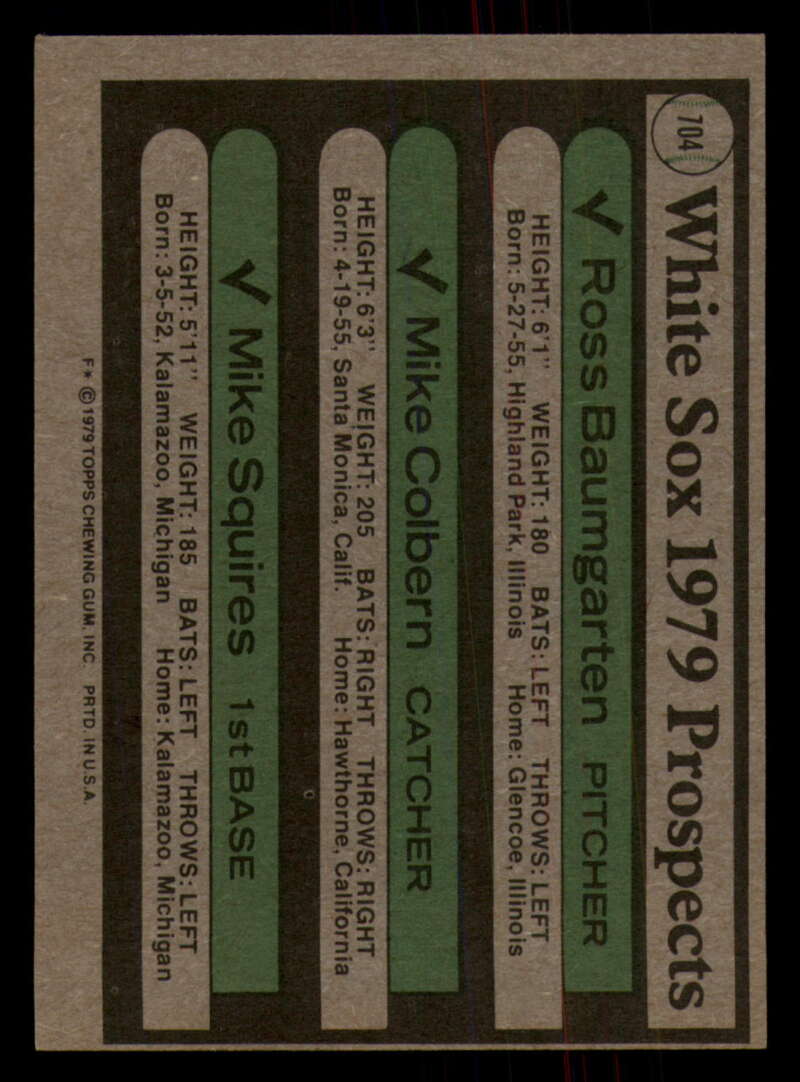 704
White Sox 1979 Prospects
✓ Ross Baumgarten PITCHER
HEIGHT: 6'1" WEIGHT: 180 BATS: LEFT THROWS: LEFT
Born: 5-27-55, Highland Park, Illinois Home: Glencoe, Illinois
✓ Mike Colbern CATCHER
HEIGHT: 6'3" WEIGHT: 205 BATS: RIGHT THROWS: RIGHT
Born: 4-19-55, Santa Monica, Calif. Home: Hawthorne, California
✓ Mike Squires 1st BASE
HEIGHT: 5'11" WEIGHT: 185 BATS: LEFT THROWS: LEFT
Born: 3-5-52, Kalamazoo, Michigan Home: Kalamazoo, Michigan
F* © 1979 TOPPS CHEWING GUM, INC. PRTD. IN U.S.A.